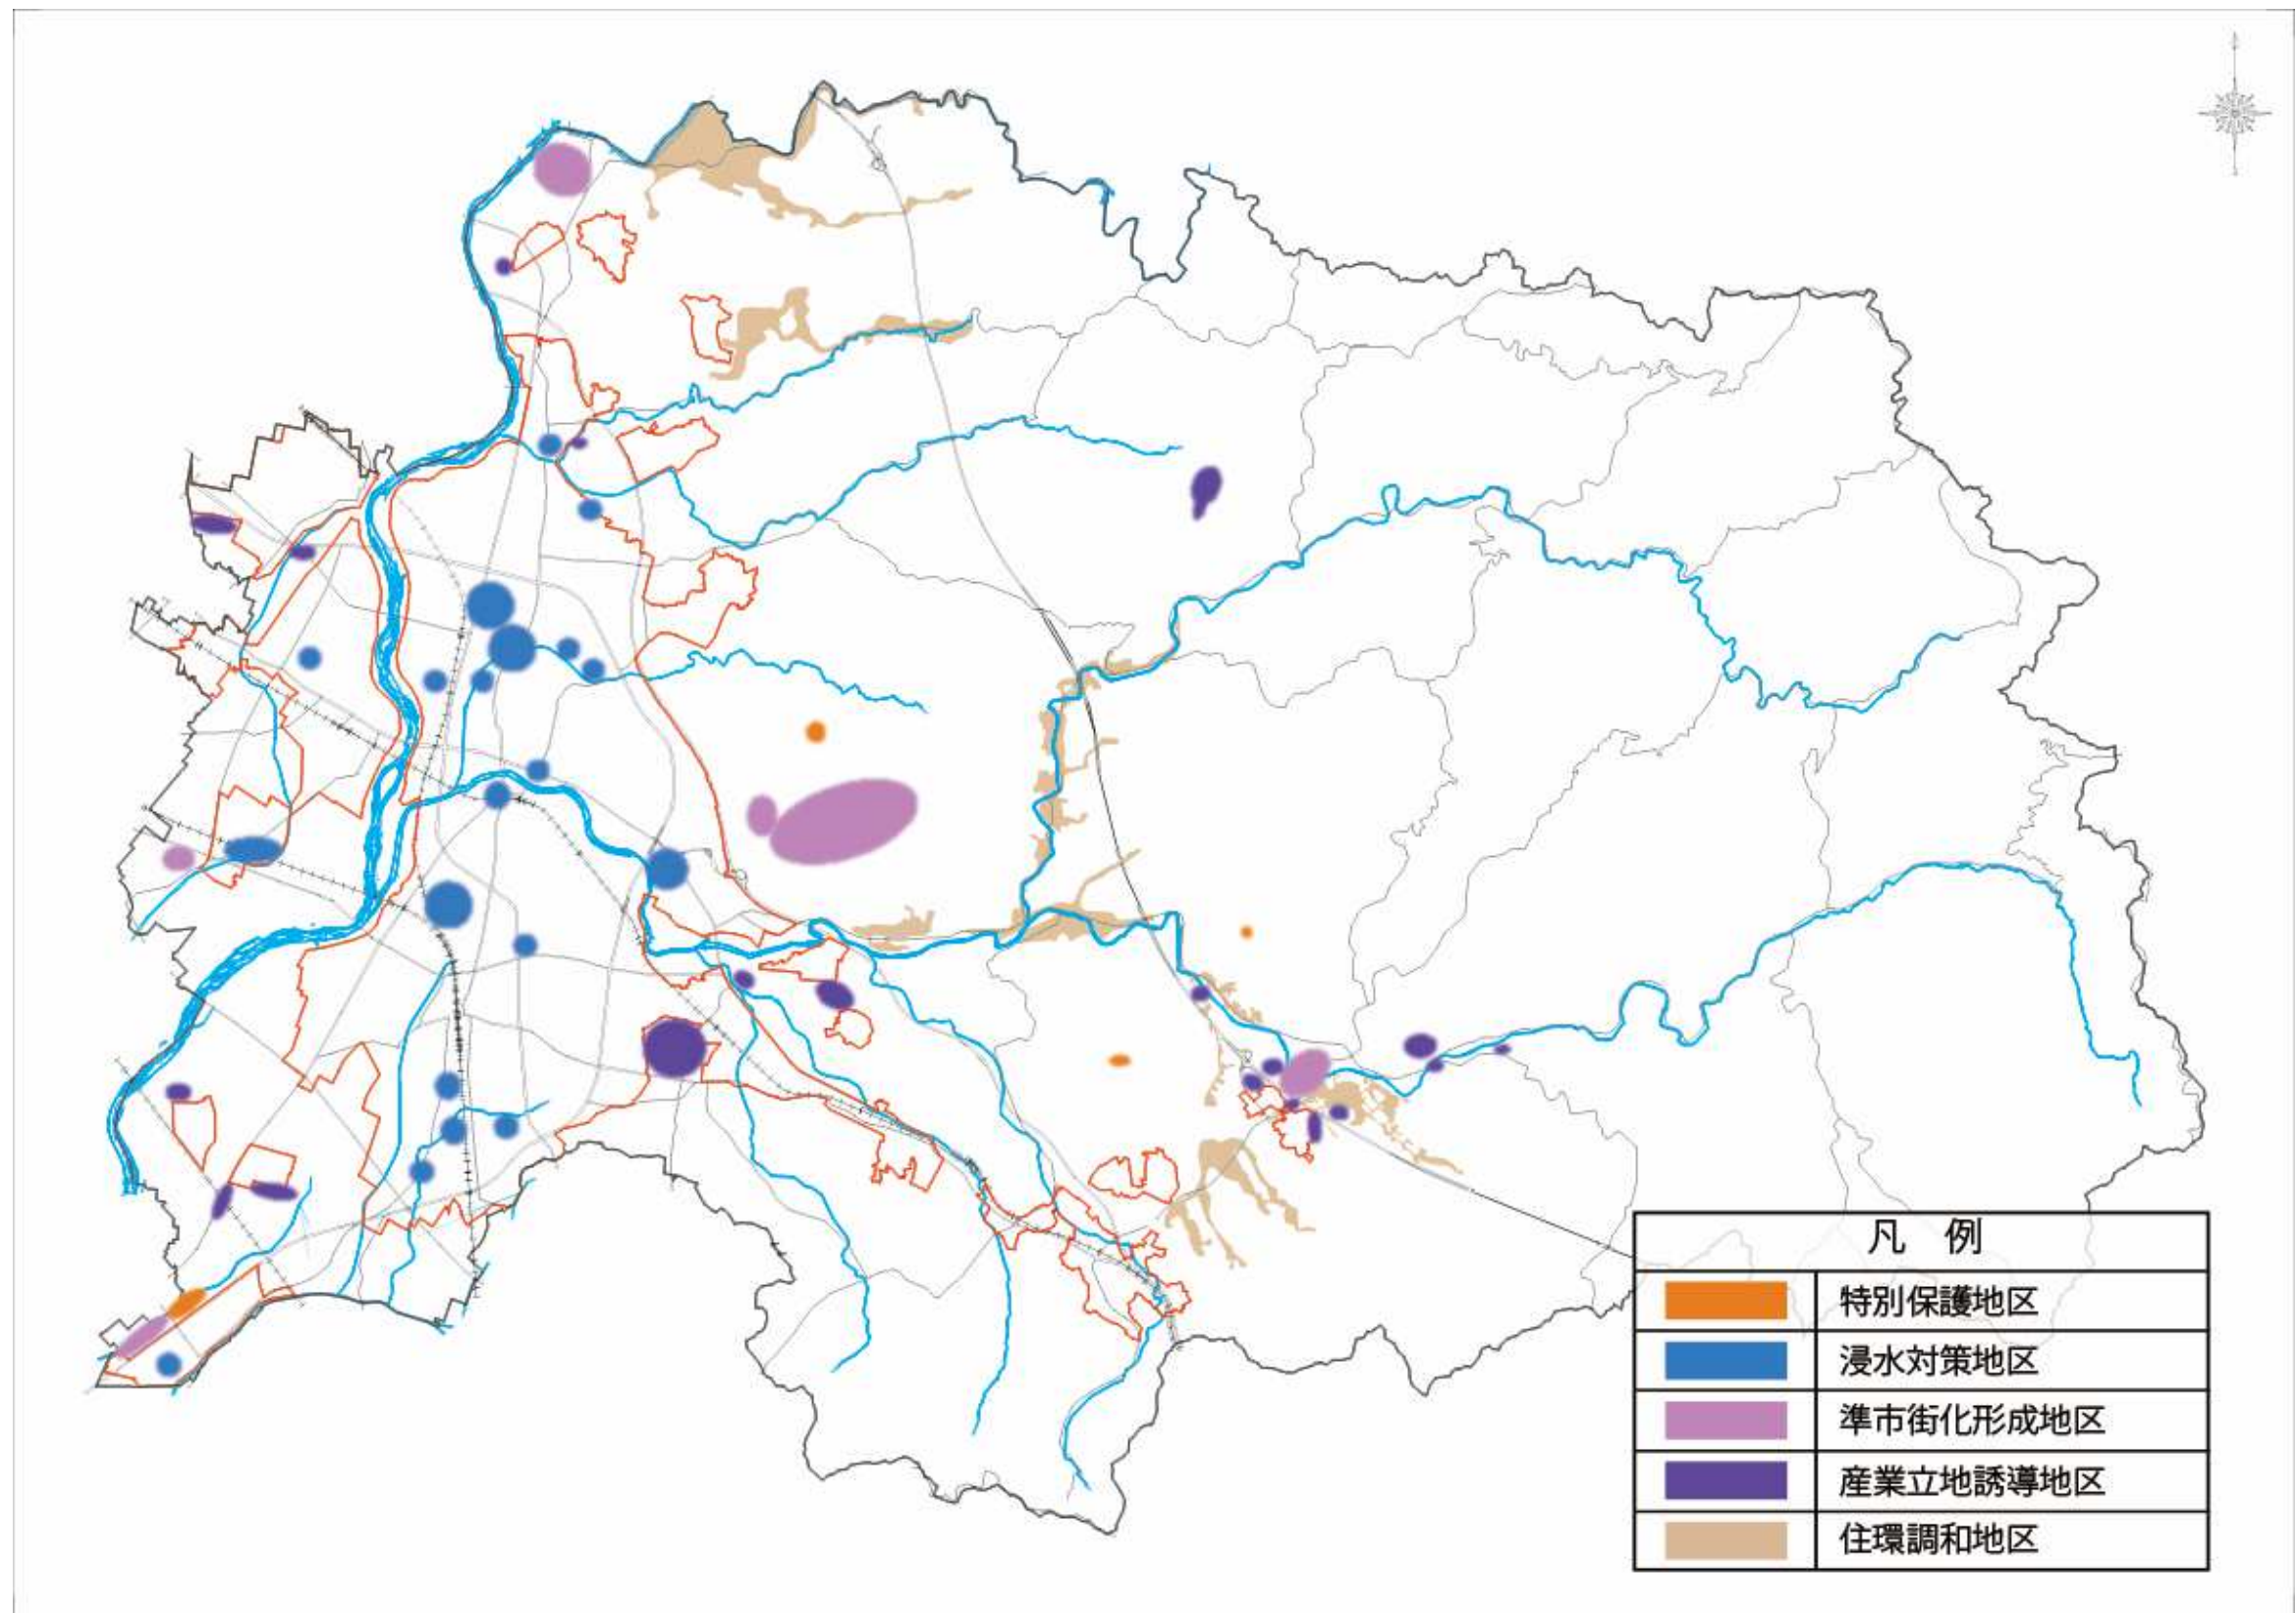 凡 例
特別保護地区
浸水対策地区
準市街化形成地区
産業立地誘導地区
住環調和地区